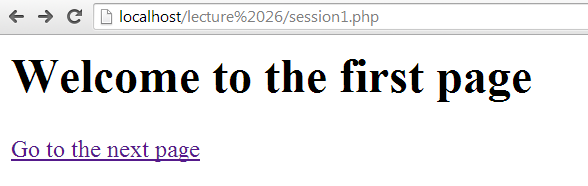 localhost/lecture%2026/session1.php
Welcome to the first page
Go to the next page